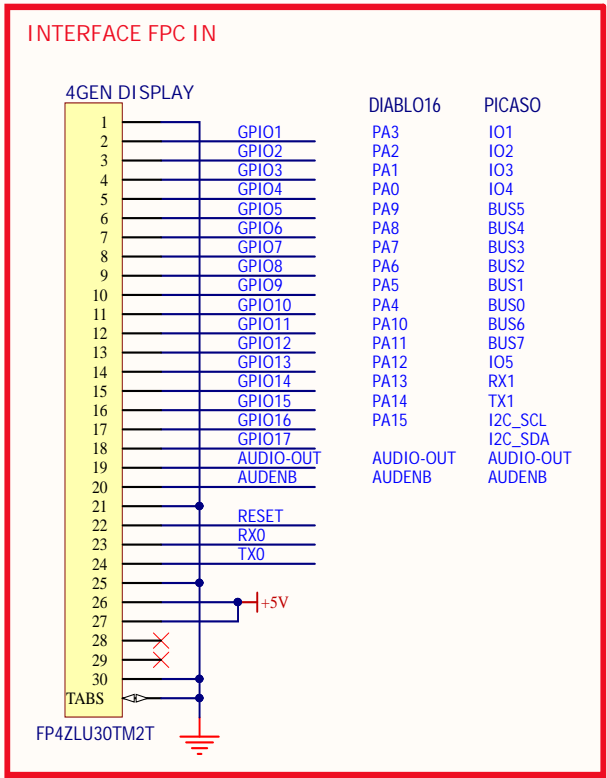 INTERFACE FPC IN
4GEN DISPLAY
DIABLO16 PICASO
1
2 GPIO1 PA3 IO1
3 GPIO2 PA2 IO2
4 GPIO3 PA1 IO3
5 GPIO4 PA0 IO4
6 GPIO5 PA9 BUS5
7 GPIO6 PA8 BUS4
8 GPIO7 PA7 BUS3
9 GPIO8 PA6 BUS2
10 GPIO9 PA5 BUS1
11 GPIO10 PA4 BUS0
12 GPIO11 PA10 BUS6
13 GPIO12 PA11 BUS7
14 GPIO13 PA12 IO5
15 GPIO14 PA13 RX1
16 GPIO15 PA14 TX1
17 GPIO16 PA15 I2C_SCL
18 GPIO17 I2C_SDA
19 AUDIO-OUT AUDIO-OUT AUDIO-OUT
20 AUDENB AUDENB AUDENB
21
22 RESET
23 RX0
24 TX0
25
26 +5V
27
28
29
30
TABS
FP4ZLU30TM2T